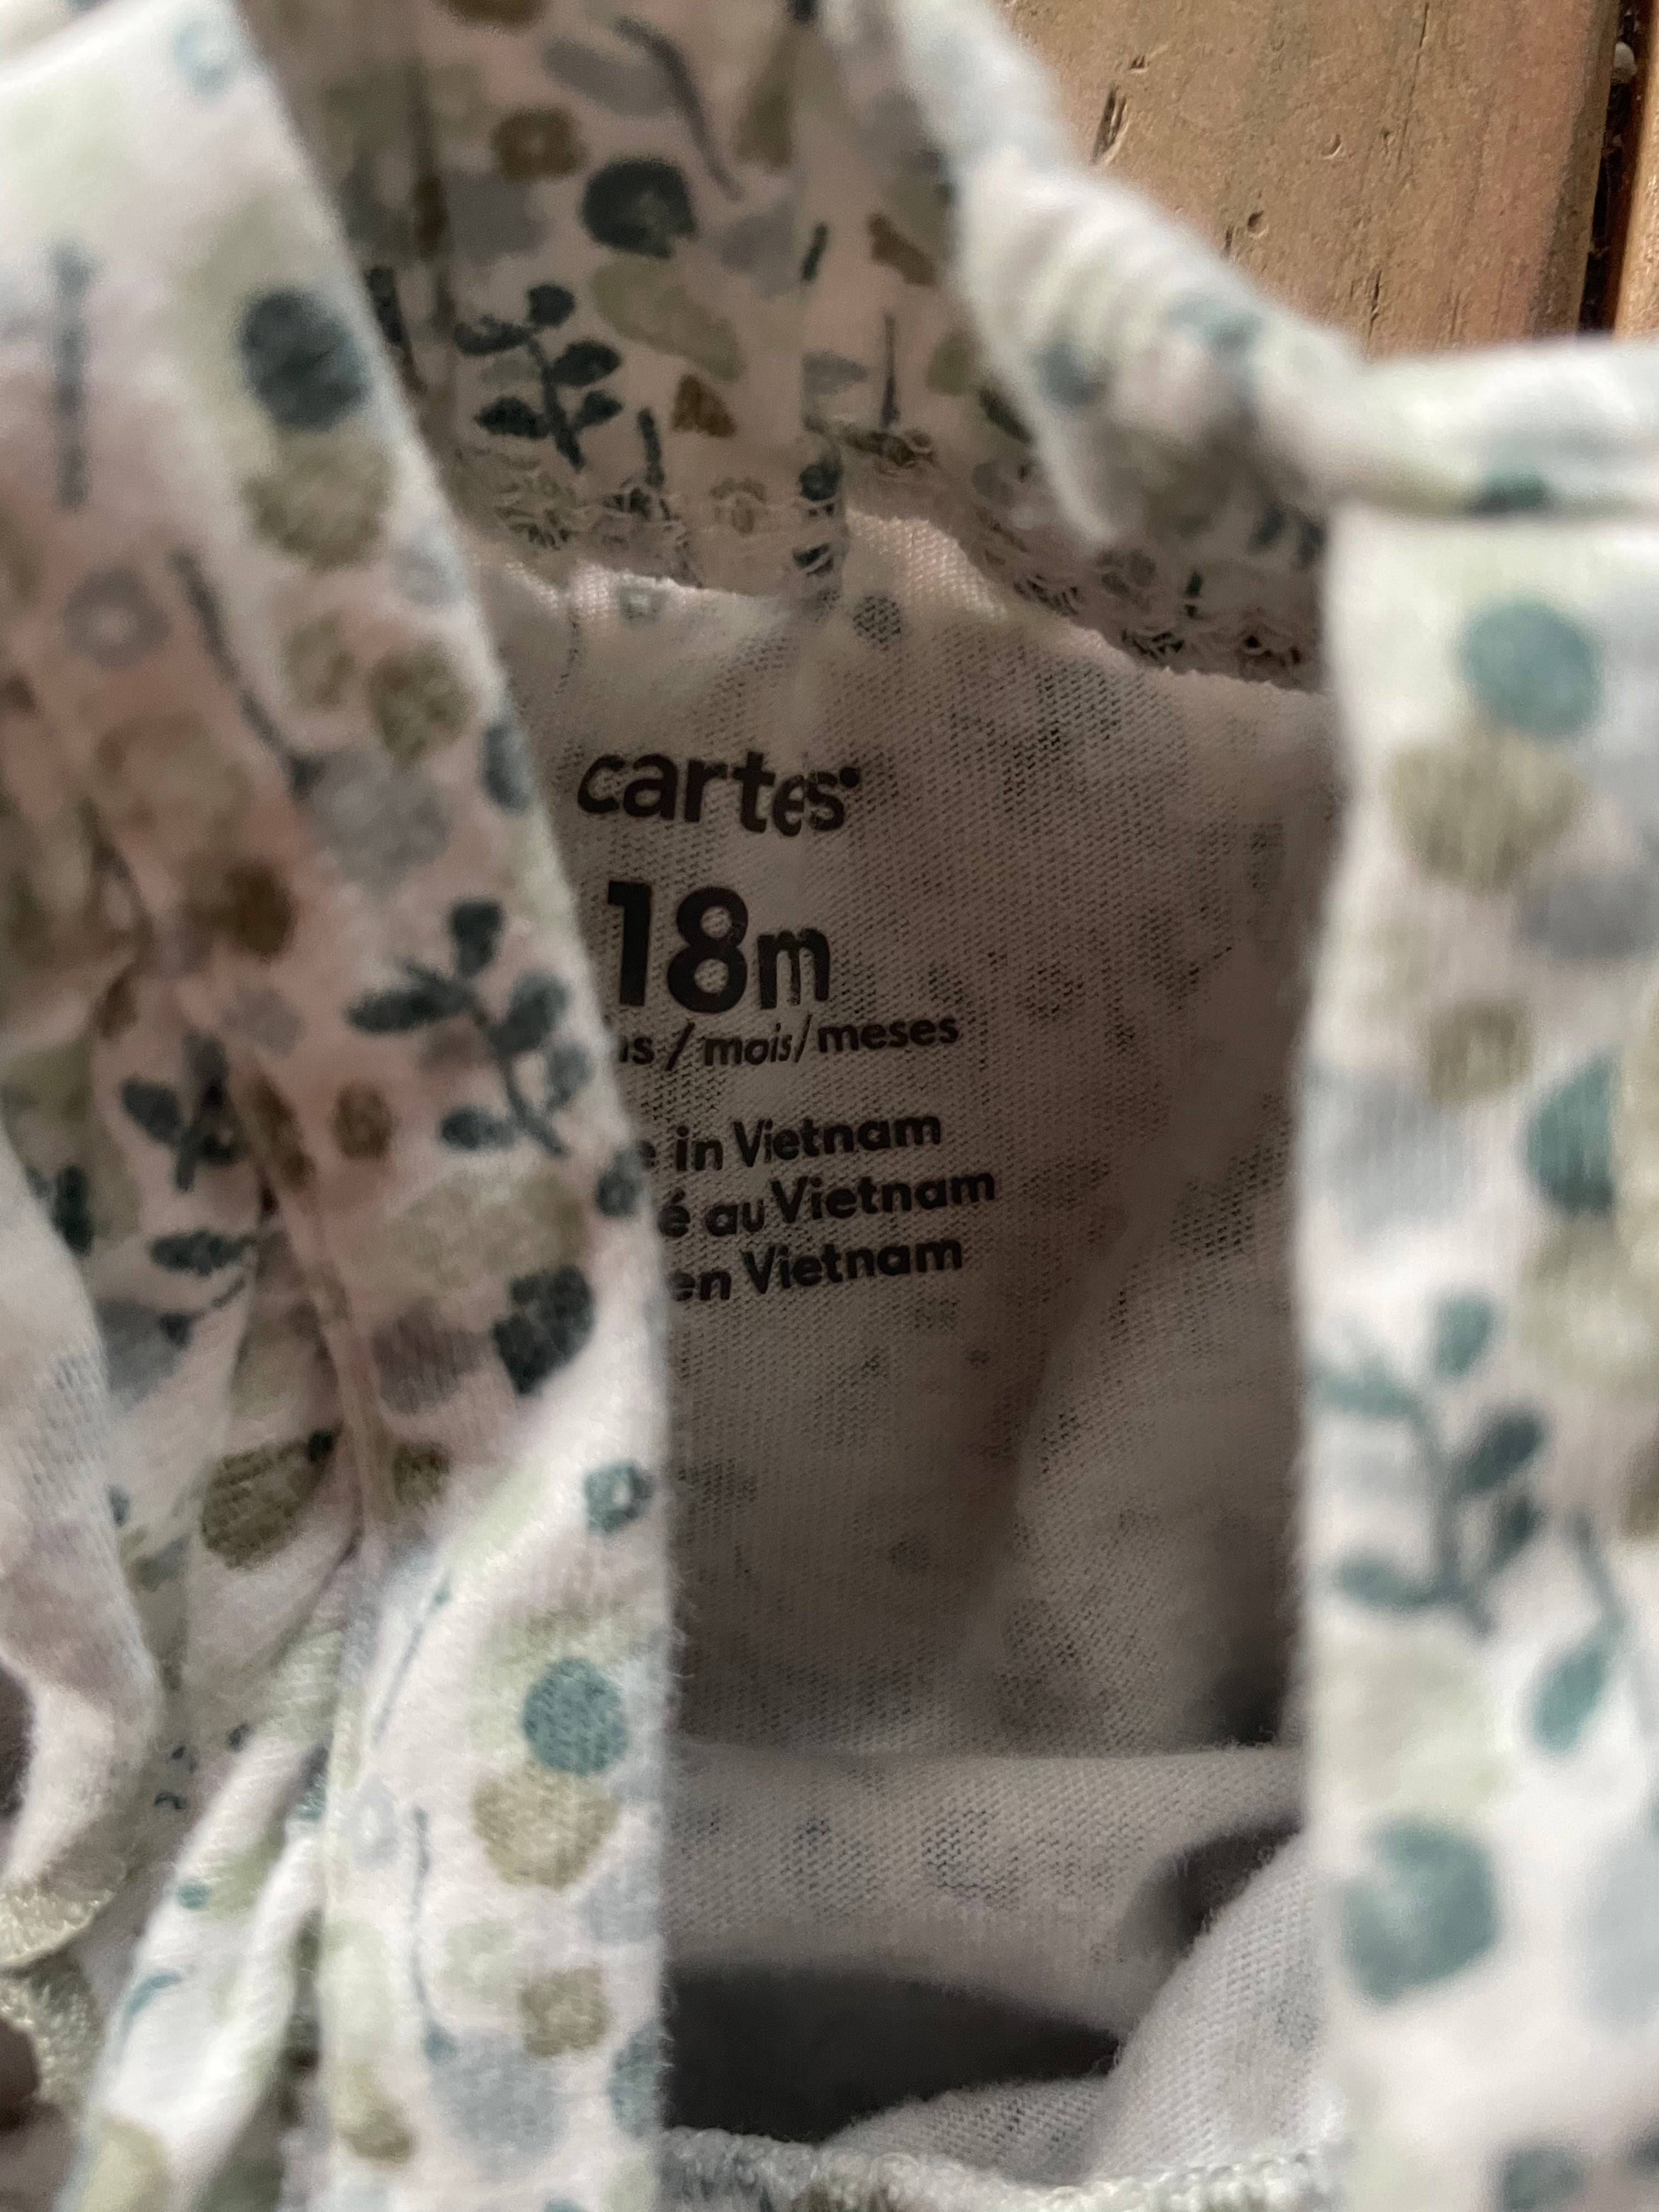 cartes
18m
/ mois/meses
in Vietnam
au Vietnam
en Vietnam